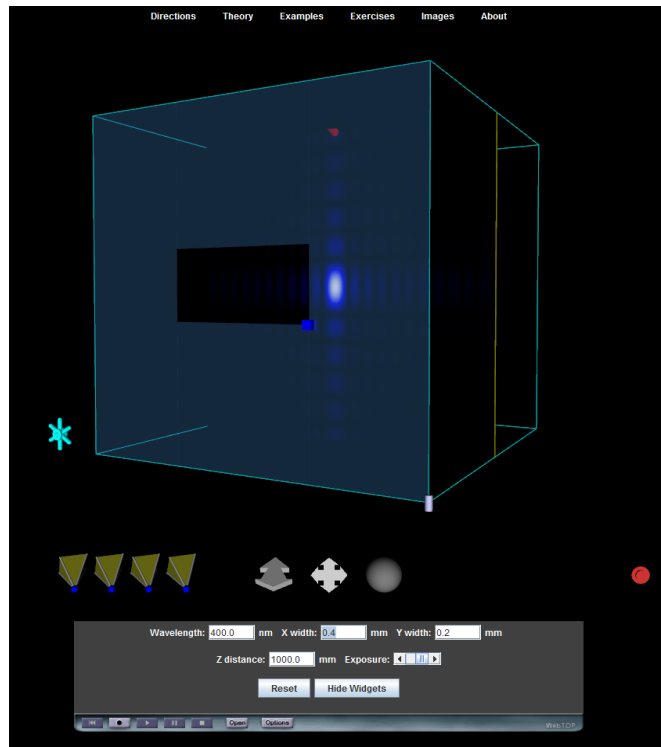 Directions Theory Examples Exercises Images About
Wavelength: 400.0 nm X width: 0.4 mm Y width: 0.2 mm
Z distance: 1000.0 mm Exposure:
Reset Hide Widgets
Open Options WebTOP